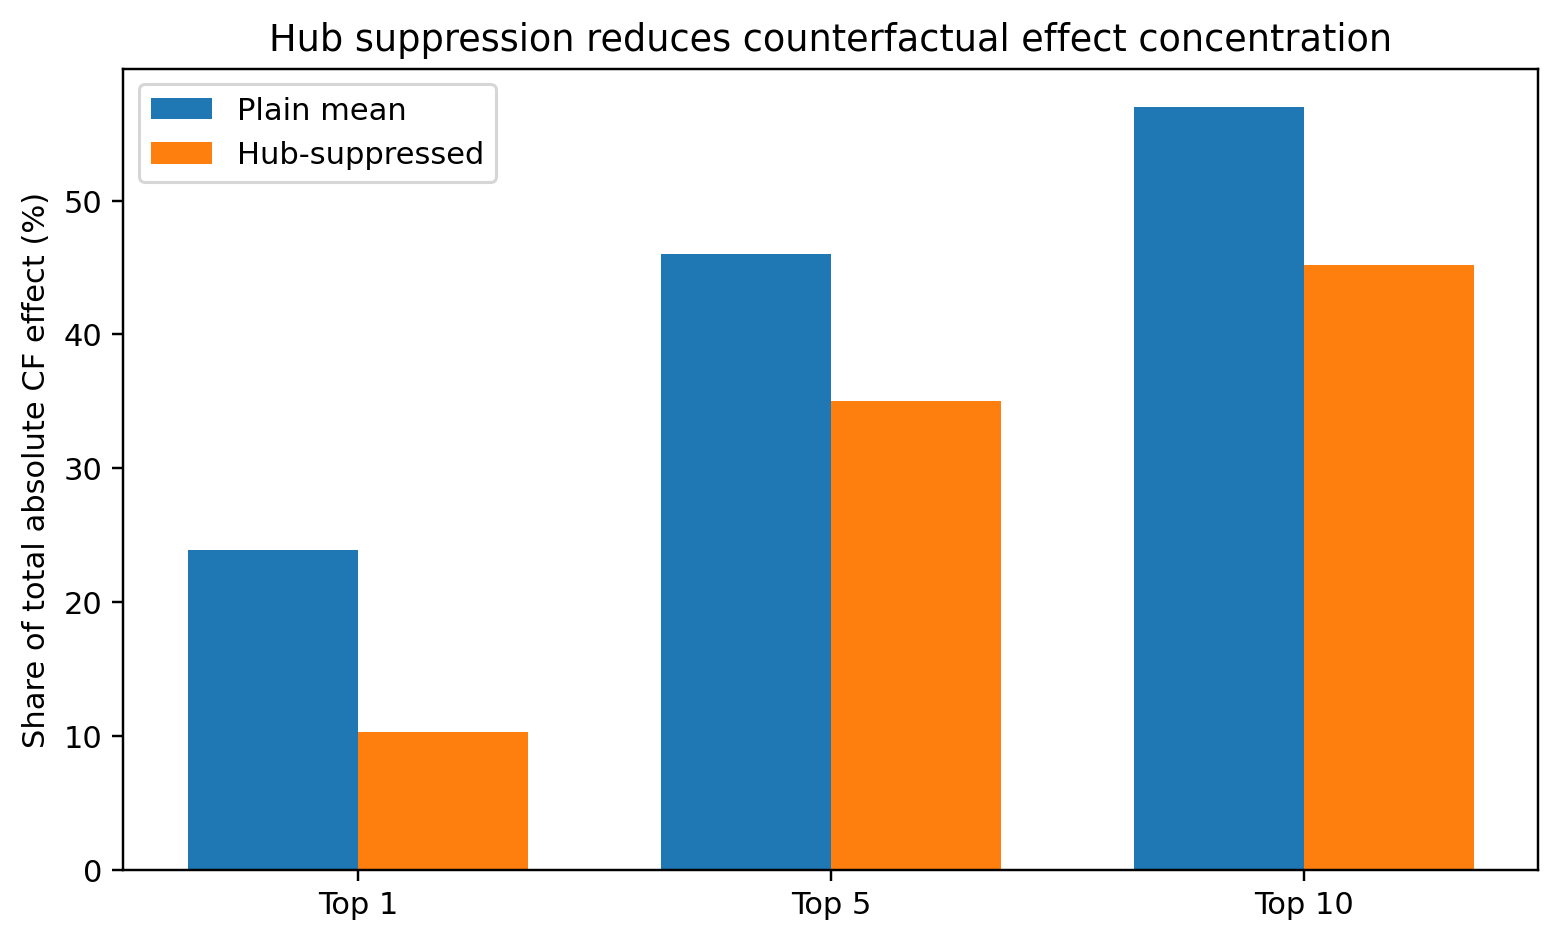 Hub suppression reduces counterfactual effect concentration
Plain mean
Hub-suppressed
Share of total absolute CF effect (%)
50
40
30
20
10
0
Top 1
Top 5
Top 10